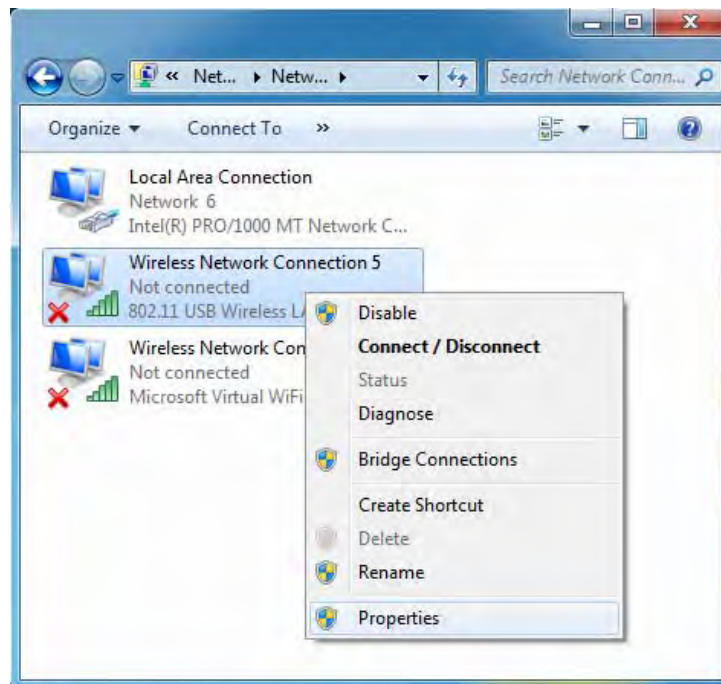 « Net... Netw...
Search Network Conn...
Organize Connect To »
Local Area Connection
Network 6
Intel(R) PRO/1000 MT Network C...
Wireless Network Connection 5
Not connected
802.11 USB Wireless
Wireless Network Con
Not connected
Microsoft Virtual WiFi
Disable
Connect / Disconnect
Status
Diagnose
Bridge Connections
Create Shortcut
Delete
Rename
Properties